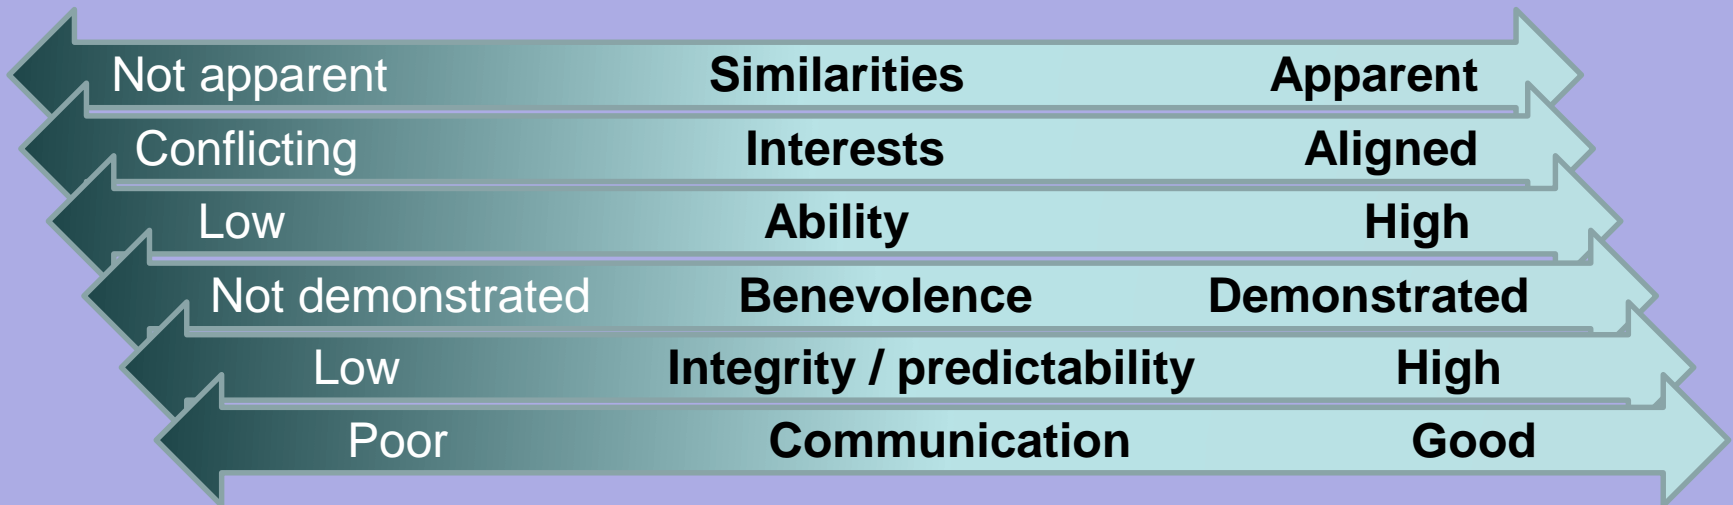 Not apparent Similarities Apparent
Conflicting Interests Aligned
Low Ability High
Not demonstrated Benevolence Demonstrated
Low Integrity / predictability High
Poor Communication Good